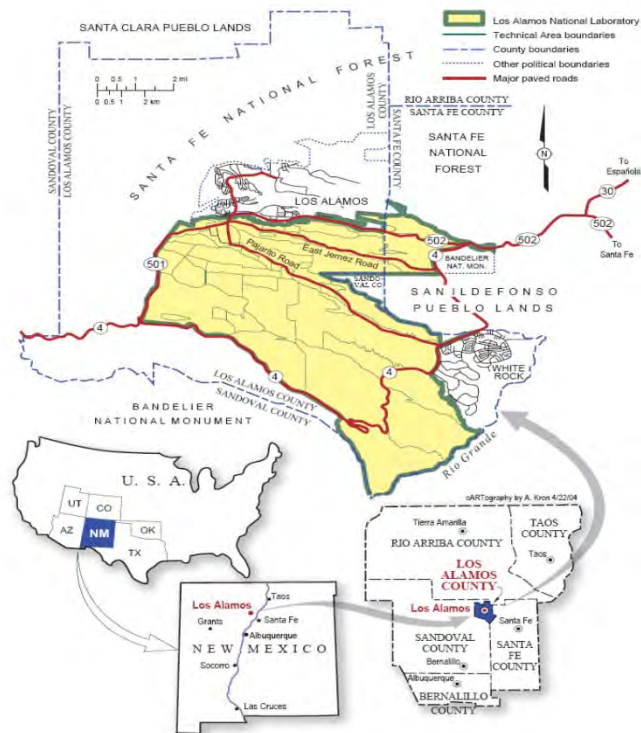 SANTA CLARA PUEBLO LANDS
Los Alamos National Laboratory
Technical Area boundaries
County boundaries
Other political boundaries
Major paved roads
0 1 2 mi
0 1 2 km
SANTA FE NATIONAL FOREST
LOS ALAMOS COUNTY
SANTA FE COUNTY
RIO ARRIBA COUNTY
SANTA FE COUNTY
SANDOVAL COUNTY
LOS ALAMOS COUNTY
SANTA FE
NATIONAL
FOREST
N
To
Española
30
LOS ALAMOS
502
502
502
502
To
Santa Fe
East Jemez Road
Pajarito Road
4
BANDELIER
NAT. MON.
501
SANDO-
VAL CO.
SAN ILDEFONSO
PUEBLO LANDS
4
WHITE
ROCK
4
4
LOS ALAMOS COUNTY
SANDOVAL COUNTY
BANDELIER
NATIONAL MONUMENT
Rio Grande
U. S. A.
UT
CO
AZ
NM
OK
TX
cARTography by A. Kron 4/22/04
Tierra Amarilla
RIO ARRIBA COUNTY
TAOS
COUNTY
Taos
LOS
ALAMOS
COUNTY
Los Alamos
Santa Fe
SANDOVAL
COUNTY
SANTA
FE
COUNTY
Bernalillo
Albuquerque
BERNALILLO
COUNTY
Taos
Los Alamos
Grants
Santa Fe
Albuquerque
NEW MEXICO
Socorro
Las Cruces